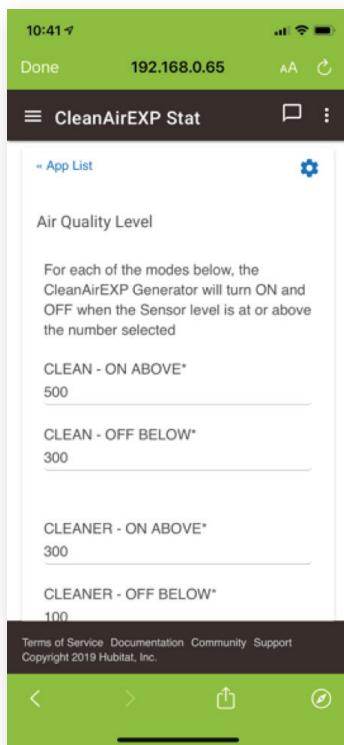 10:41
Done 192.168.0.65 AA
CleanAirEXP Stat
« App List
Air Quality Level
For each of the modes below, the
CleanAirEXP Generator will turn ON and
OFF when the Sensor level is at or above
the number selected
CLEAN - ON ABOVE*
500
CLEAN - OFF BELOW*
300
CLEANER - ON ABOVE*
300
CLEANER - OFF BELOW*
100
Terms of Service Documentation Community Support
Copyright 2019 Hubitat, Inc.